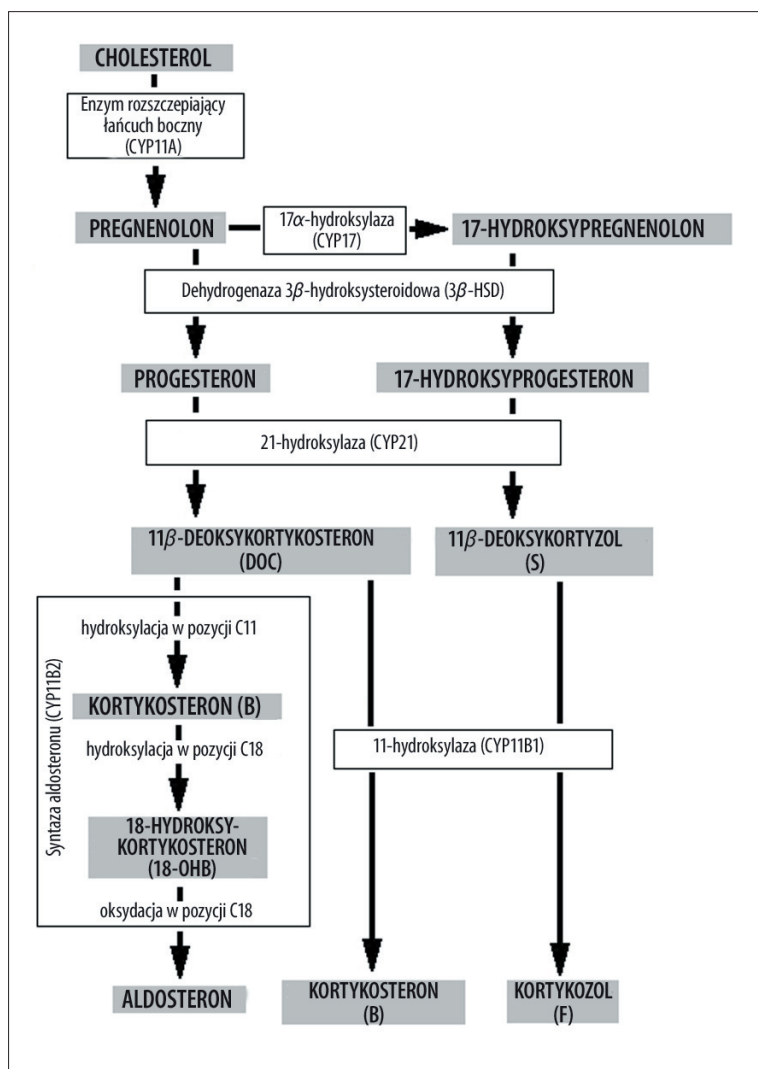 CHOLESTEROL
Enzym rozszczepiający
łańcuch boczny
(CYP11A)
PREGNENOLON
17α-hydroksylaza
(CYP17)
17-HYDROKSYPREGNENOLON
Dehydrogenaza 3β-hydroksysteroidowa (3β-HSD)
PROGESTERON
17-HYDROKSYPROGESTERON
21-hydroksylaza (CYP21)
11β-DEOKSYKORTYKOSTERON
(DOC)
11β-DEOKSYKORTYZOL
(S)
Syntaza aldosteronu (CYP11B2)
hydroksylacja w pozycji C11
KORTYKOSTERON (B)
hydroksylacja w pozycji C18
11-hydroksylaza (CYP11B1)
18-HYDROKSY-
KORTYKOSTERON
(18-OHB)
oksydacja w pozycji C18
ALDOSTERON
KORTYKOSTERON
(B)
KORTYKOZOL
(F)